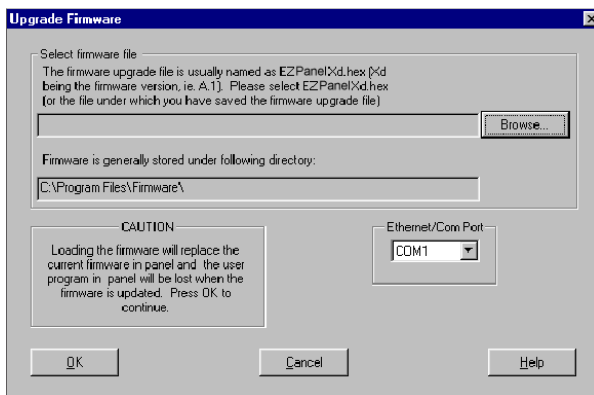 Upgrade Firmware
Select firmware file
The firmware upgrade file is usually named as EZPanelXd.hex (Xd
being the firmware version, ie. A.1). Please select EZPanelXd.hex
(or the file under which you have saved the firmware upgrade file)
Browse...
Firmware is generally stored under following directory:
C:\Program Files\Firmware\
CAUTION
Loading the firmware will replace the
current firmware in panel and the user
program in panel will be lost when the
firmware is updated. Press OK to
continue.
Ethernet/Com Port
COM1
OK
Cancel
Help